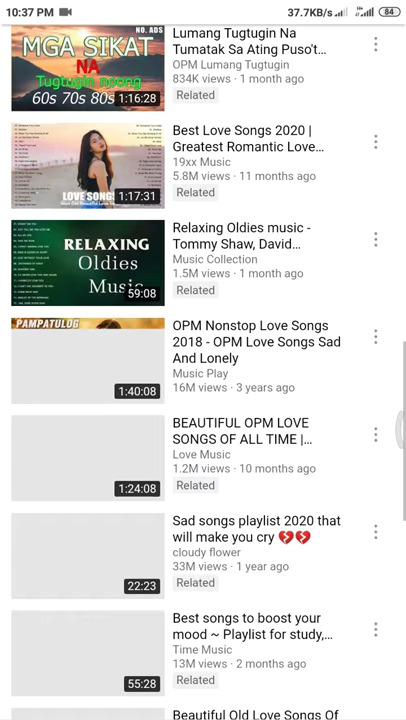 10:37 PM
37.7KB/s
84
NO. ADS
MGA SIKAT
NA
Tugtugin noong
60s 70s 80s
1:16:28
Lumang Tugtugin Na
Tumatak Sa Ating Puso't...
OPM Lumang Tugtugin
834K views · 1 month ago
Related
LOVE SONGS
1:17:31
Best Love Songs 2020 |
Greatest Romantic Love...
19xx Music
5.8M views · 11 months ago
Related
RELAXING
Oldies
Music
59:08
Relaxing Oldies music -
Tommy Shaw, David...
Music Collection
1.5M views · 1 month ago
Related
PAMPATULOG
1:40:08
OPM Nonstop Love Songs
2018 - OPM Love Songs Sad
And Lonely
Music Play
16M views · 3 years ago
1:24:08
BEAUTIFUL OPM LOVE
SONGS OF ALL TIME |...
Love Music
1.2M views · 10 months ago
Related
22:23
Sad songs playlist 2020 that
will make you cry 💔💔
cloudy flower
33M views · 1 year ago
Related
55:28
Best songs to boost your
mood ~ Playlist for study,...
Time Music
13M views · 2 months ago
Related
Beautiful Old Love Songs Of